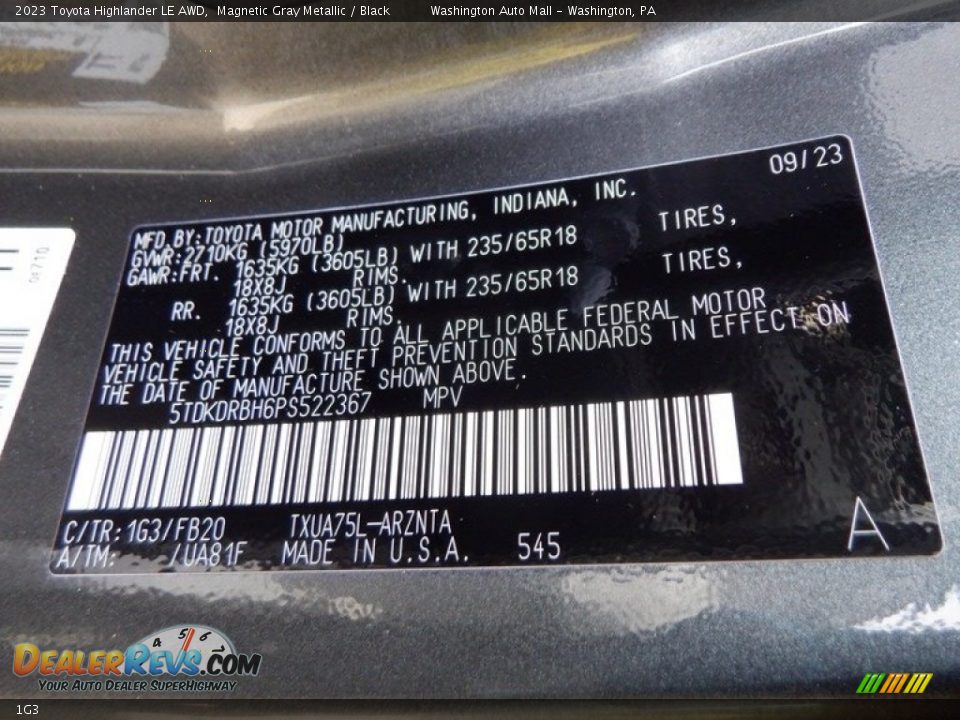 2023 Toyota Highlander LE AWD, Magnetic Gray Metallic / Black Washington Auto Mall – Washington, PA
09/23
MFD.BY:TOYOTA MOTOR MANUFACTURING, INDIANA, INC.
GVWR:2710KG (5970LB)
GAWR:FRT. 1635KG (3605LB) WITH 235/65R18 TIRES,
18X8J RIMS.
RR. 1635KG (3605LB) WITH 235/65R18 TIRES,
18X8J RIMS.
THIS VEHICLE CONFORMS TO ALL APPLICABLE FEDERAL MOTOR
VEHICLE SAFETY AND THEFT PREVENTION STANDARDS IN EFFECT ON
THE DATE OF MANUFACTURE SHOWN ABOVE.
5TDKDRBH6PS522367 MPV
C/TR:1G3/FB20 TXUA75L-ARZNTA
A/TM: /UA81F MADE IN U.S.A. 545 A
4 5 6
DEALERREVS.COM
YOUR AUTO DEALER SUPERHIGHWAY
1G3